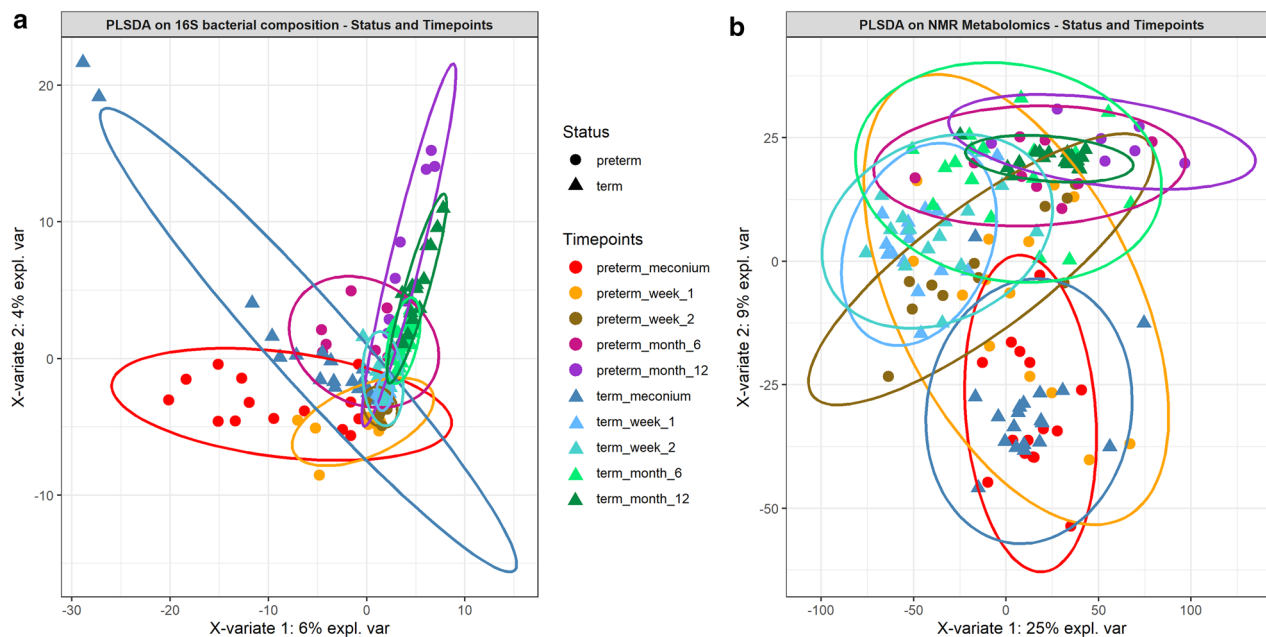 a
PLSDA on 16S bacterial composition - Status and Timepoints
20
10
0
-10
-30
-20
-10
0
10
X-variate 1: 6% expl. var
X-variate 2: 4% expl. var
Status
preterm
term
Timepoints
preterm_meconium
preterm_week_1
preterm_week_2
preterm_month_6
preterm_month_12
term_meconium
term_week_1
term_week_2
term_month_6
term_month_12
b
PLSDA on NMR Metabolomics - Status and Timepoints
25
0
-25
-50
-100
-50
0
50
100
X-variate 1: 25% expl. var
X-variate 2: 9% expl. var